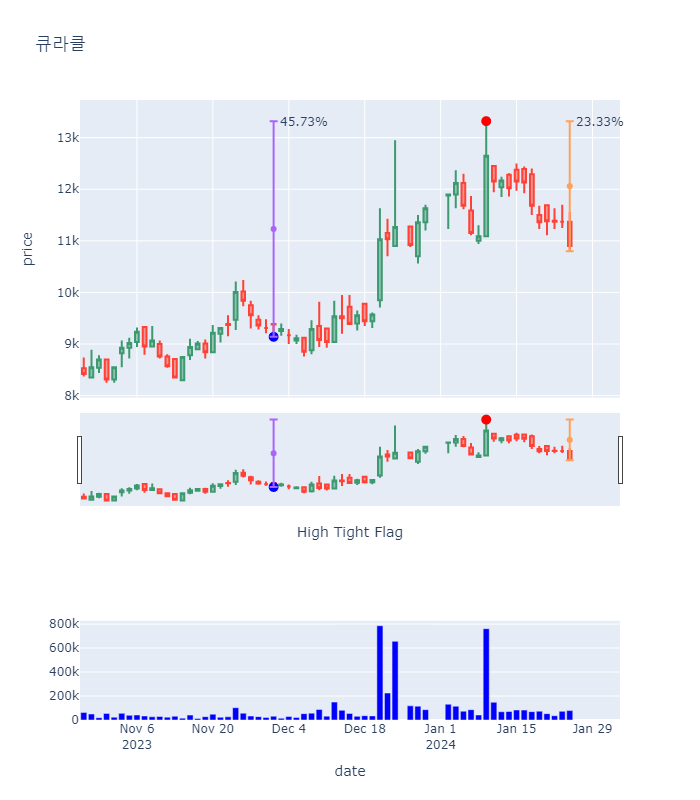 큐라클
45.73%
23.33%
13k
12k
11k
10k
9k
8k
price
High Tight Flag
800k
600k
400k
200k
0
Nov 6 Nov 20 Dec 4 Dec 18 Jan 1 Jan 15 Jan 29
2023 2024
date